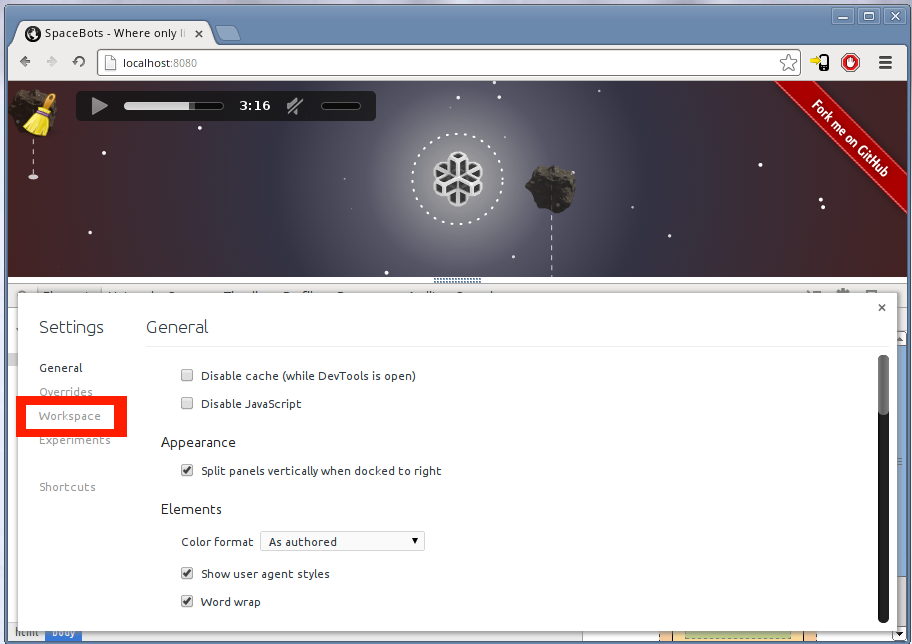 SpaceBots - Where only li
localhost:8080
3:16
Fork me on GitHub
Settings
General
General
Overrides
Workspace
Experiments
Shortcuts
Disable cache (while DevTools is open)
Disable JavaScript
Appearance
Split panels vertically when docked to right
Elements
Color format
As authored
Show user agent styles
Word wrap
html
body